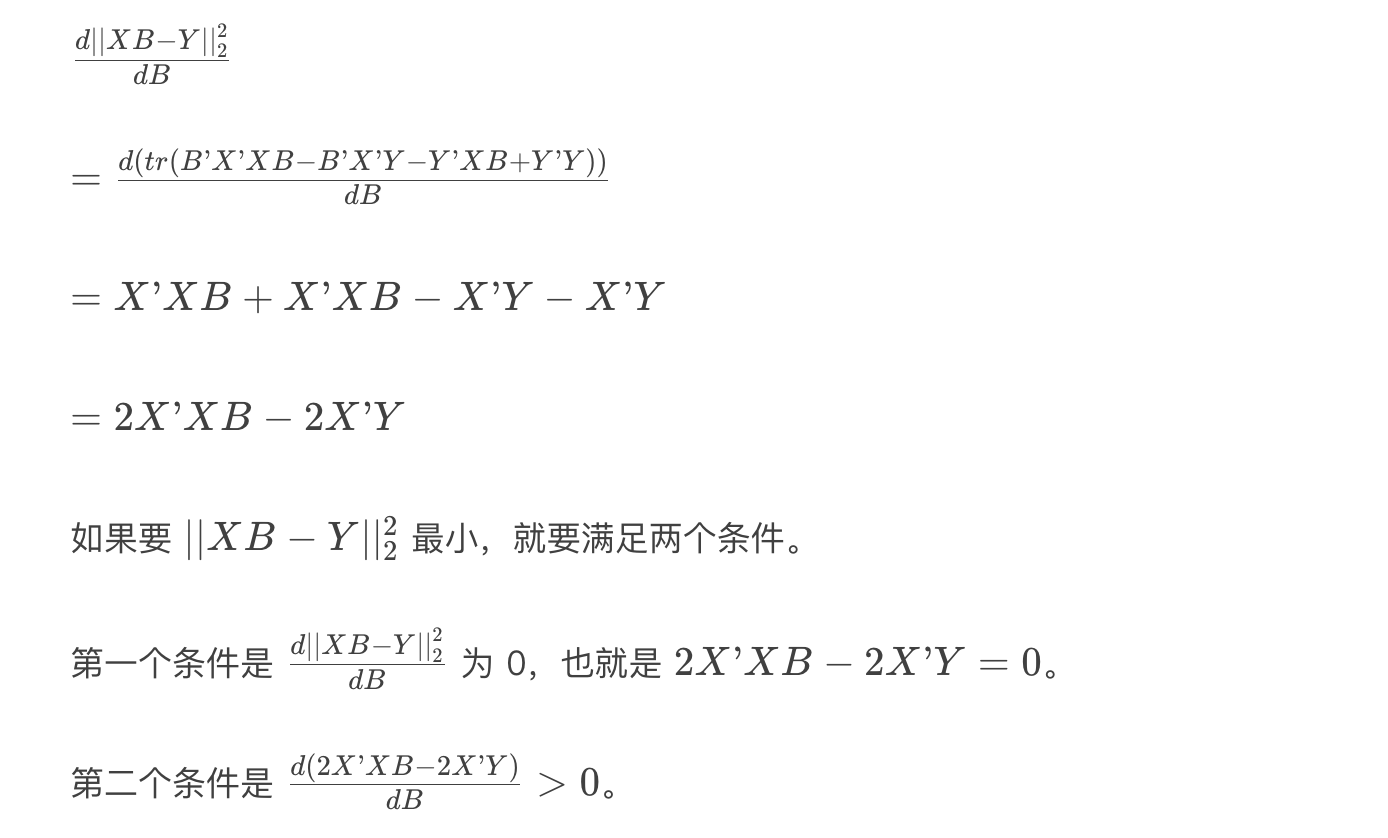 $\frac{d||XB-Y||_2^2}{dB}$
$= \frac{d(tr(B’X’XB-B’X’Y-Y’XB+Y’Y))}{dB}$
$= X’XB + X’XB - X’Y - X’Y$
$= 2X’XB - 2X’Y$
如果要 $||XB - Y||_2^2$ 最小，就要满足两个条件。
第一个条件是 $\frac{d||XB-Y||_2^2}{dB}$ 为 0，也就是 $2X’XB - 2X’Y = 0$。
第二个条件是 $\frac{d(2X’XB-2X’Y)}{dB} > 0$。